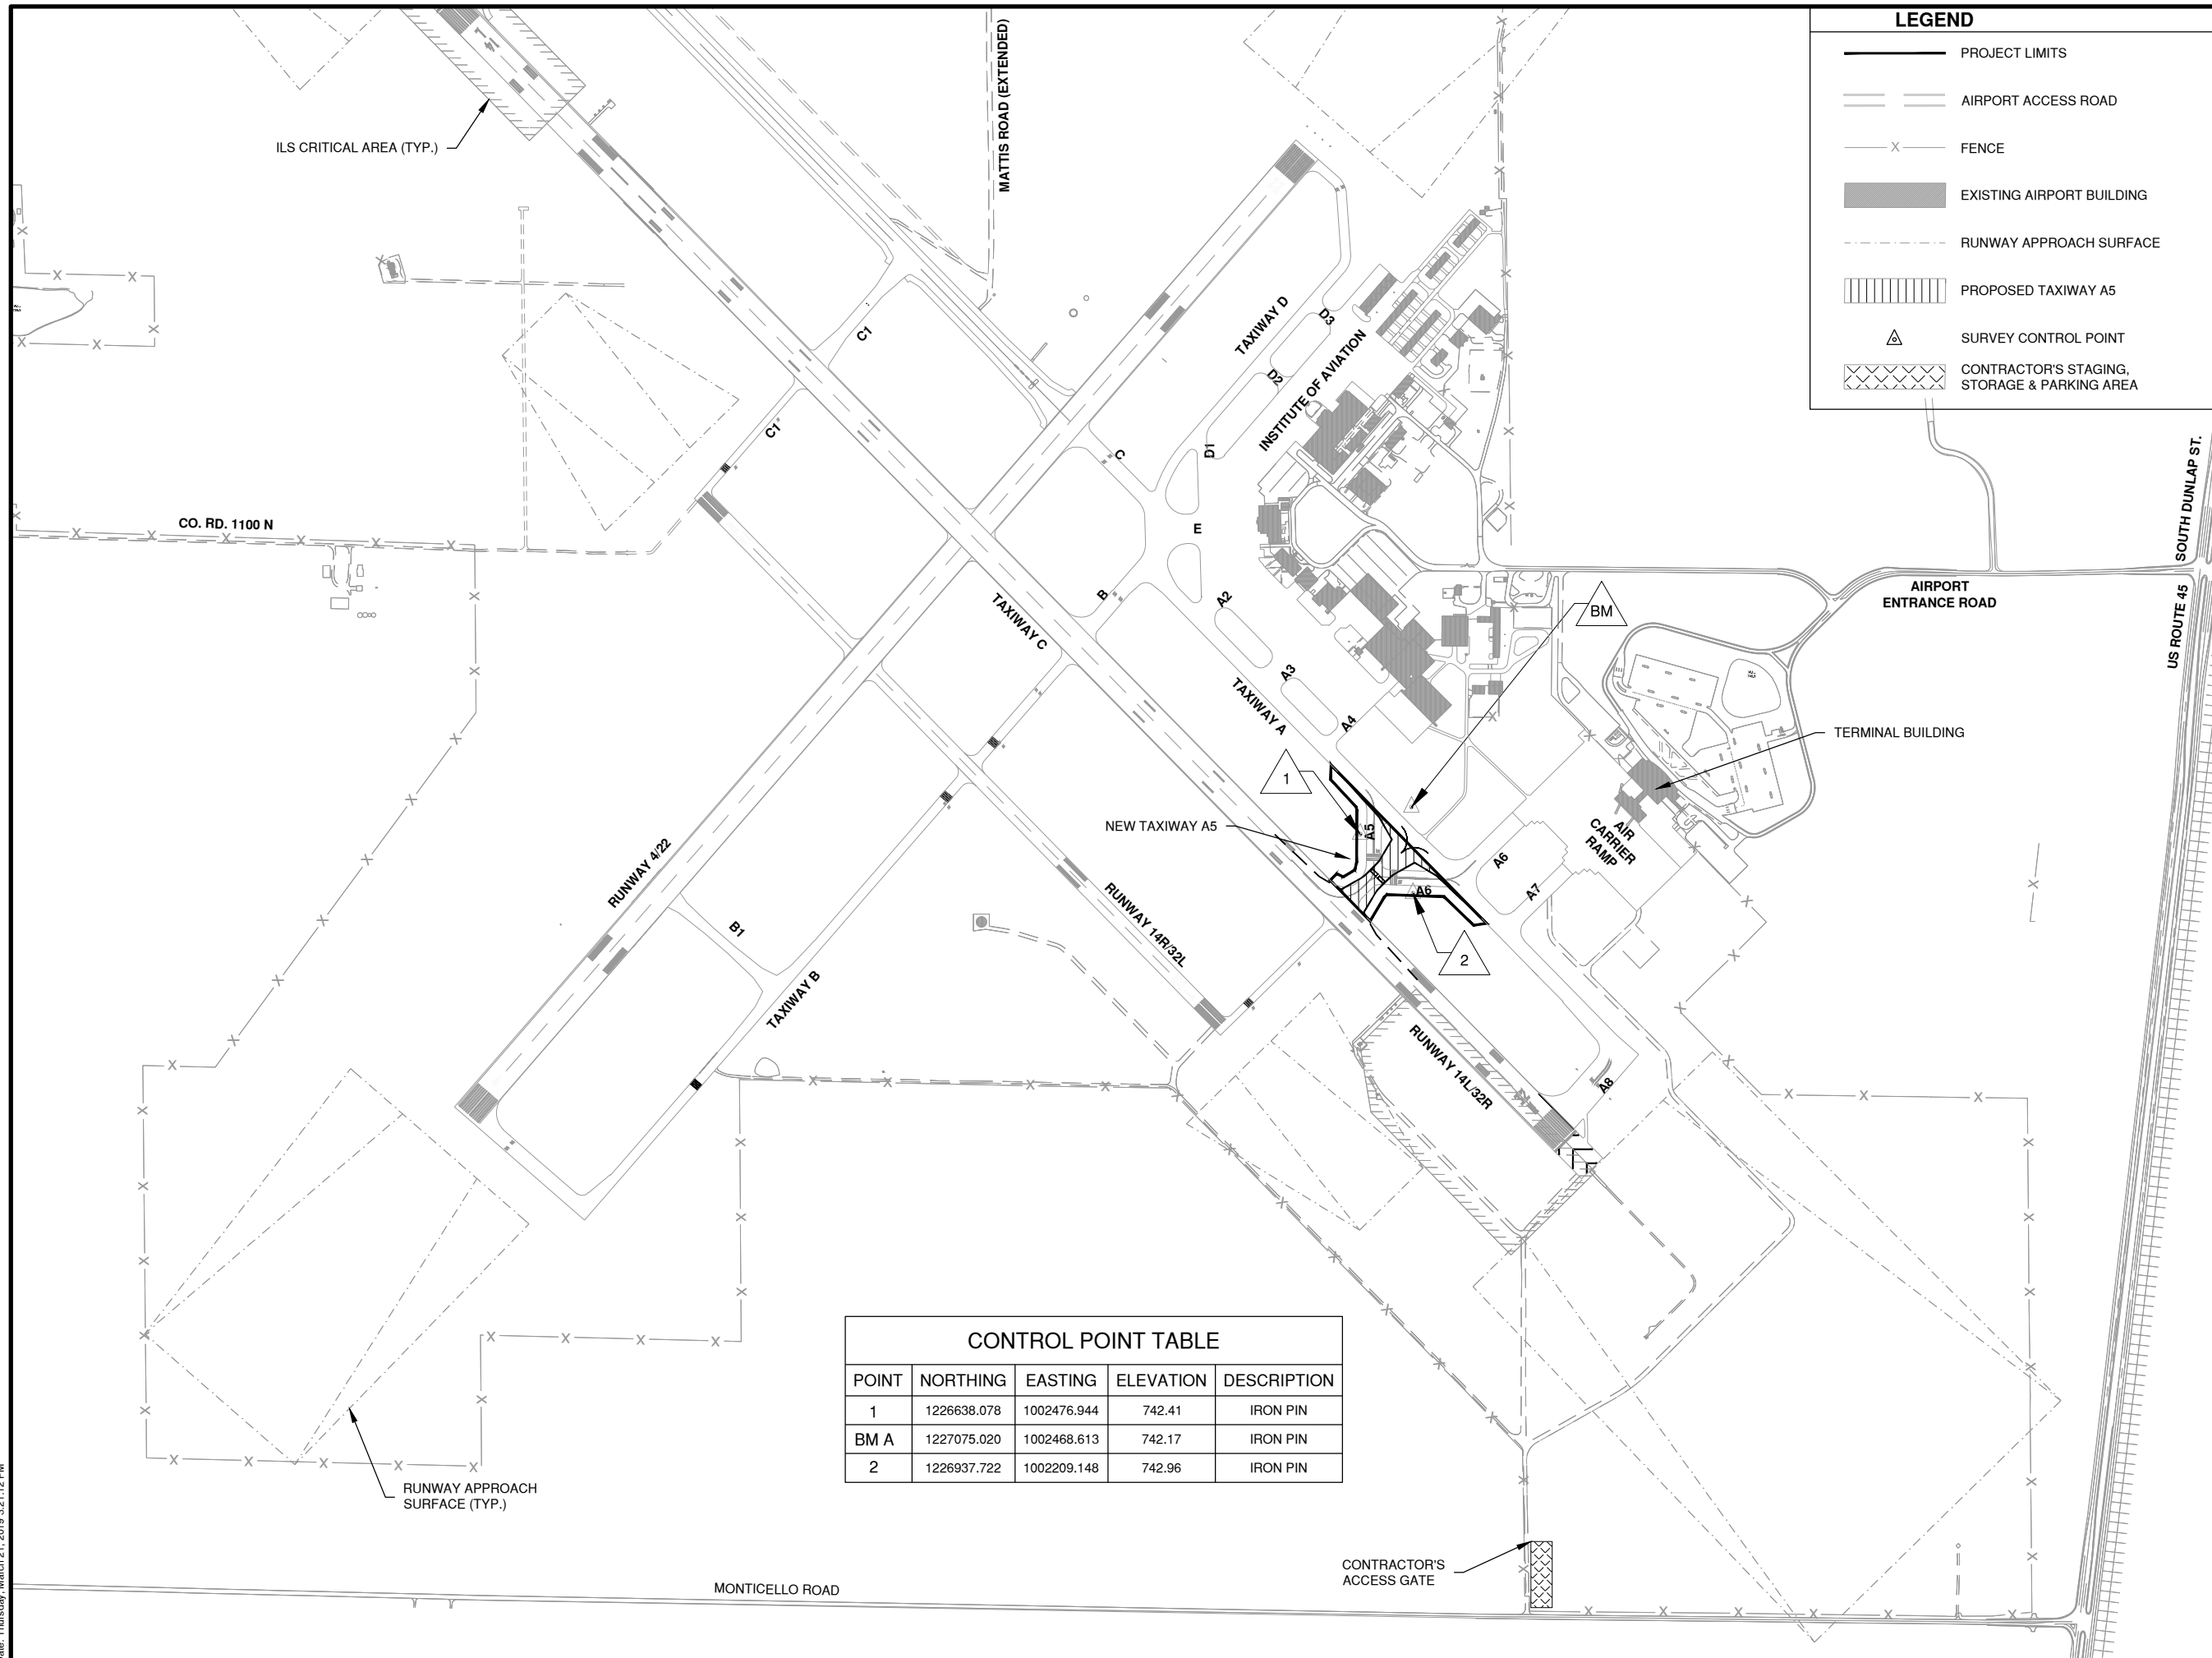 LEGEND
PROJECT LIMITS
AIRPORT ACCESS ROAD
X
FENCE
EXISTING AIRPORT BUILDING
RUNWAY APPROACH SURFACE
PROPOSED TAXIWAY A5
SURVEY CONTROL POINT
CONTRACTOR'S STAGING,
STORAGE & PARKING AREA
14
ILS CRITICAL AREA (TYP.)
MATTIS ROAD (EXTENDED)
C1
C1
TAXIWAY D
D3
D2
D1
INSTITUTE OF AVIATION
C
E
B
A2
A3
A4
TAXIWAY C
TAXIWAY A
CO. RD. 1100 N
SOUTH DUNLAP ST.
US ROUTE 45
AIRPORT
ENTRANCE ROAD
BM
TERMINAL BUILDING
1
NEW TAXIWAY A5
A5
A6
A6
A7
AIR
CARRIER
RAMP
2
RUNWAY 4/22
B1
TAXIWAY B
RUNWAY 14R/32L
RUNWAY 14L/32R
A8
CONTROL POINT TABLE
POINT NORTHING EASTING ELEVATION DESCRIPTION
1 1226638.078 1002476.944 742.41 IRON PIN
BM A 1227075.020 1002468.613 742.17 IRON PIN
2 1226937.722 1002209.148 742.96 IRON PIN
RUNWAY APPROACH
SURFACE (TYP.)
CONTRACTOR'S
ACCESS GATE
MONTICELLO ROAD